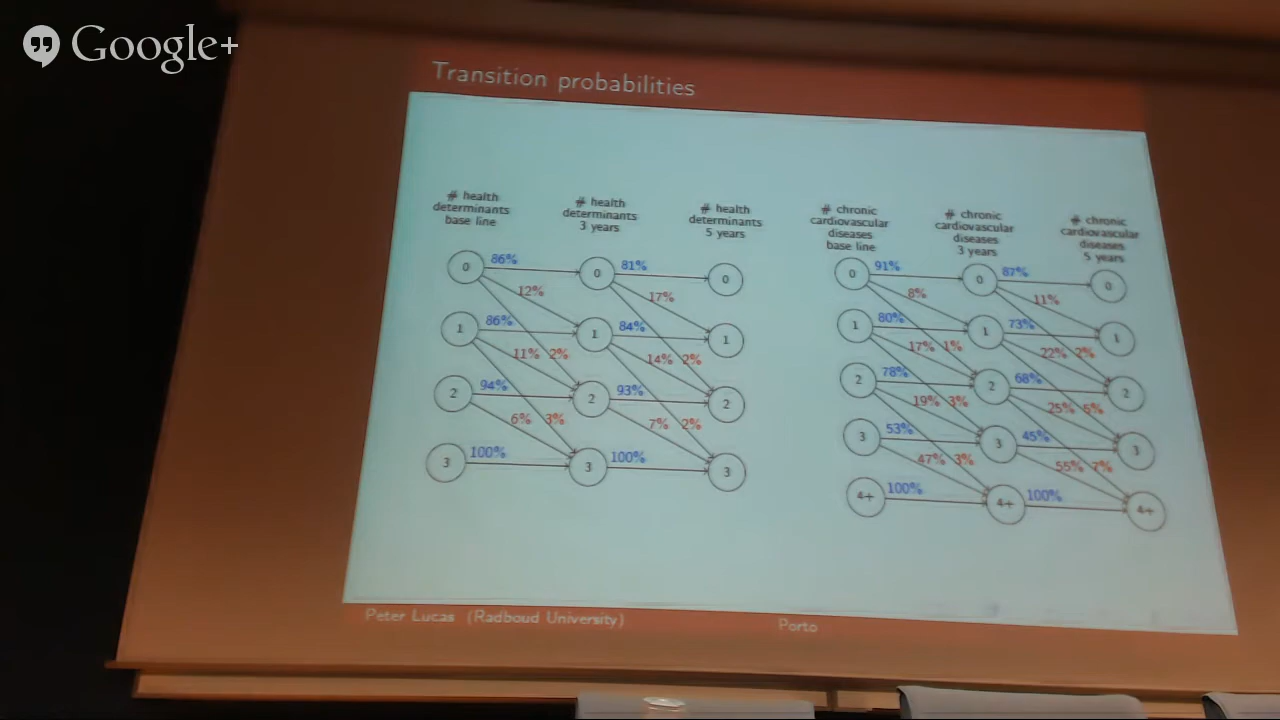 Google+
Transition probabilities
# health
determinants
base line
# health
determinants
3 years
# health
determinants
5 years
0
86%
0
81%
0
12%
17%
1
86%
1
84%
1
11% 2%
14% 2%
2
94%
2
93%
2
6% 3%
7% 2%
3
100%
3
100%
3
# chronic
cardiovascular
diseases
base line
# chronic
cardiovascular
diseases
3 years
# chronic
cardiovascular
diseases
5 years
0
91%
0
87%
0
8%
11%
1
80%
1
73%
1
17% 1%
22% 2%
2
78%
2
68%
2
19% 3%
25% 6%
3
53%
3
45%
3
47% 3%
55% 7%
4+
100%
4+
100%
4+
Peter Lucas (Radboud University)
Porto